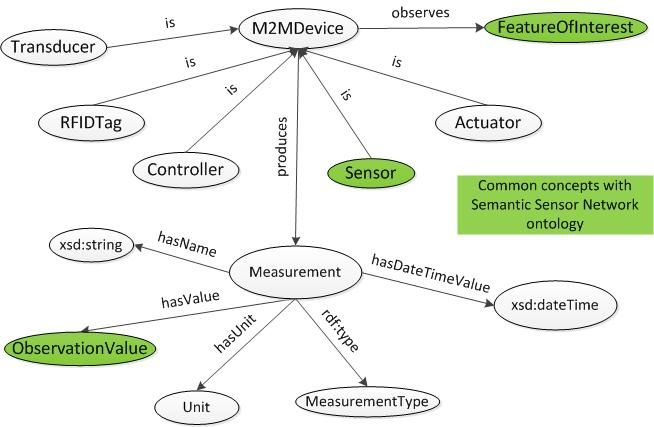 is
M2MDevice
observes
FeatureOfInterest
Transducer
is
is
is
is
RFIDTag
Actuator
produces
Controller
Sensor
Common concepts with
Semantic Sensor Network
ontology
xsd:string
hasName
Measurement
hasDateTimeValue
xsd:dateTime
hasValue
ObservationValue
hasUnit
rdf:type
Unit
MeasurementType